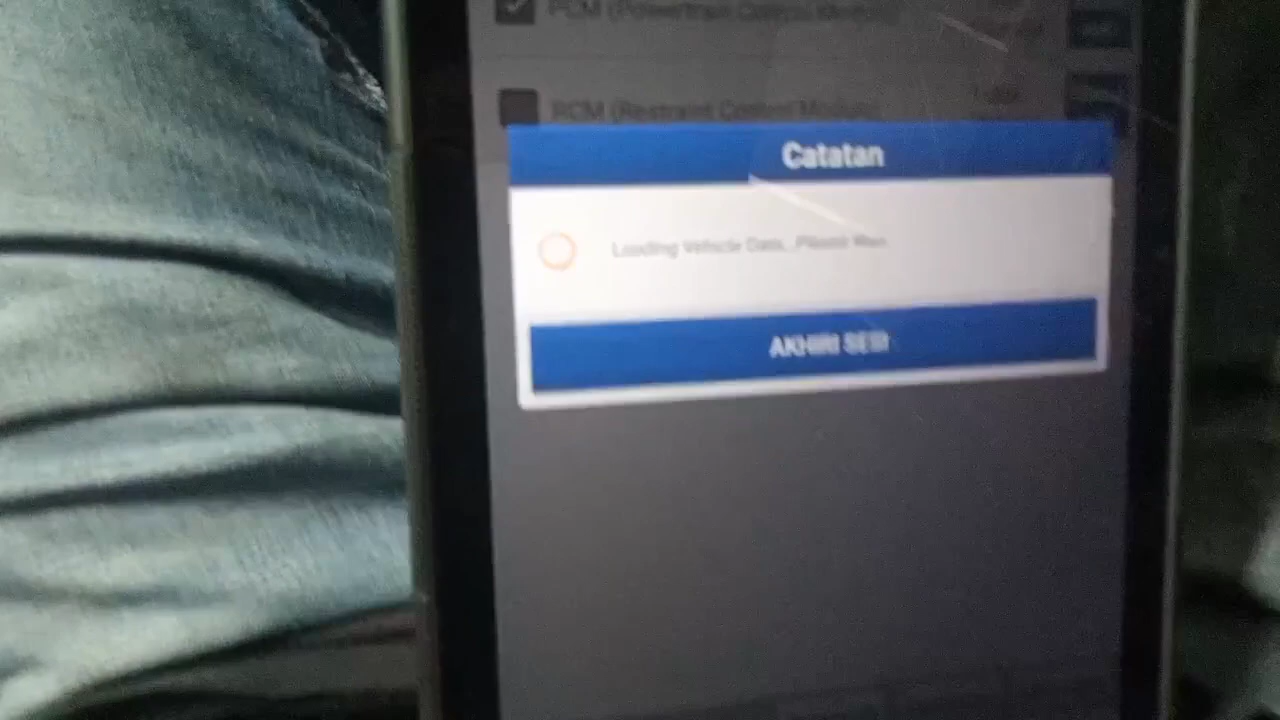 PCM (Powertrain Control Module)
RCM (Restraint Control Module)
Catatan
Loading Vehicle Data...Please Wait
AKHIRI SESI